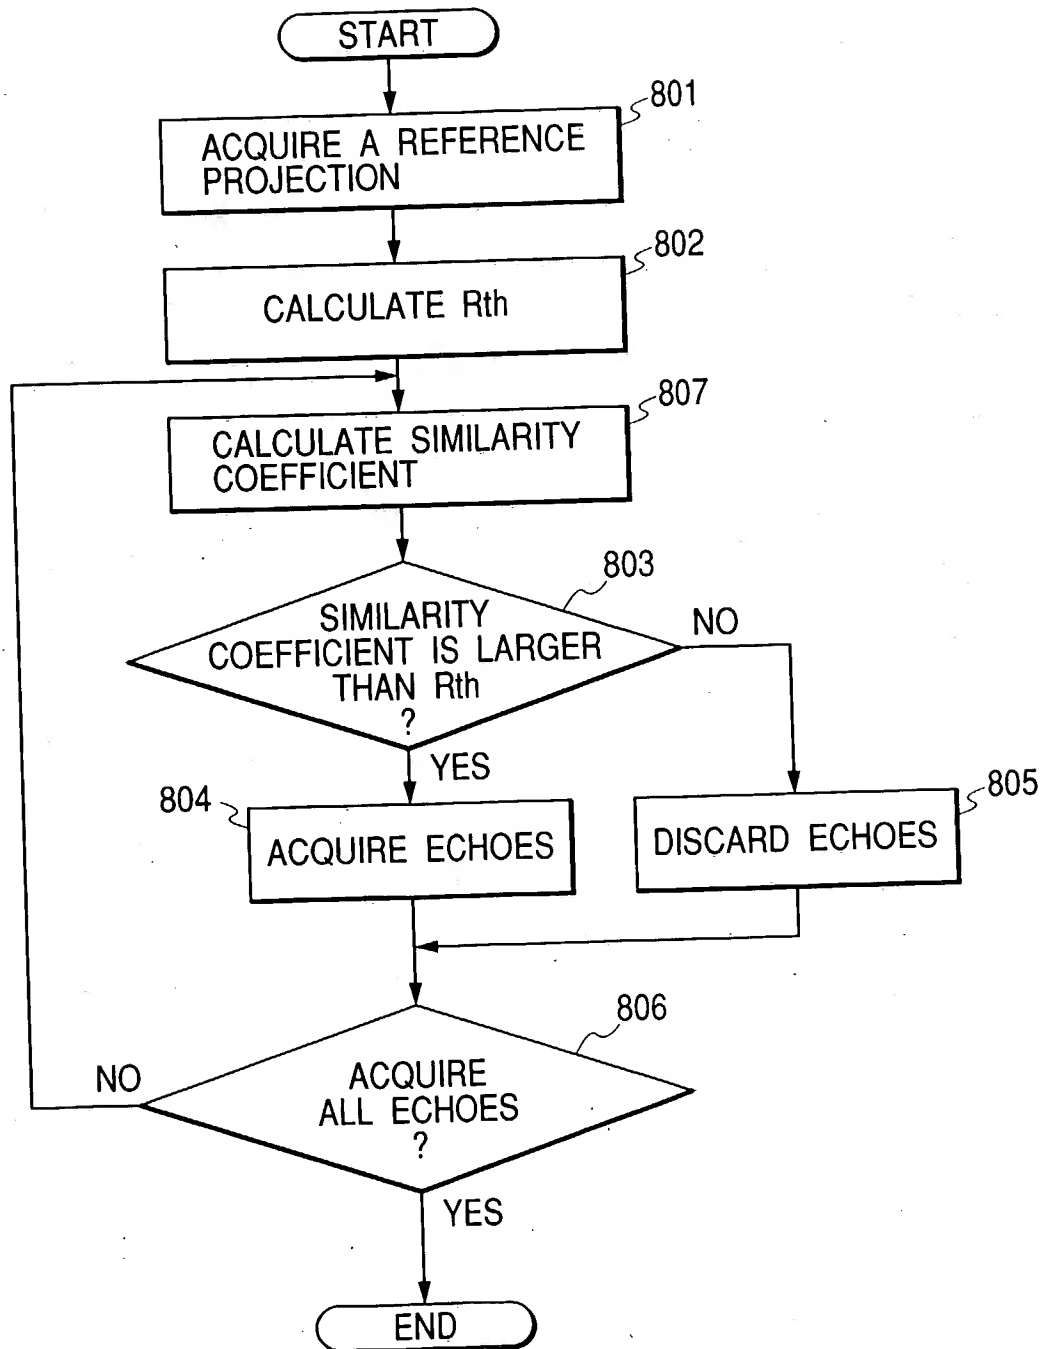 START
801
ACQUIRE A REFERENCE
PROJECTION
802
CALCULATE Rth
807
CALCULATE SIMILARITY
COEFFICIENT
803
SIMILARITY
COEFFICIENT IS LARGER
THAN Rth
?
NO
YES
804
ACQUIRE ECHOES
805
DISCARD ECHOES
806
ACQUIRE
ALL ECHOES
?
NO
YES
END